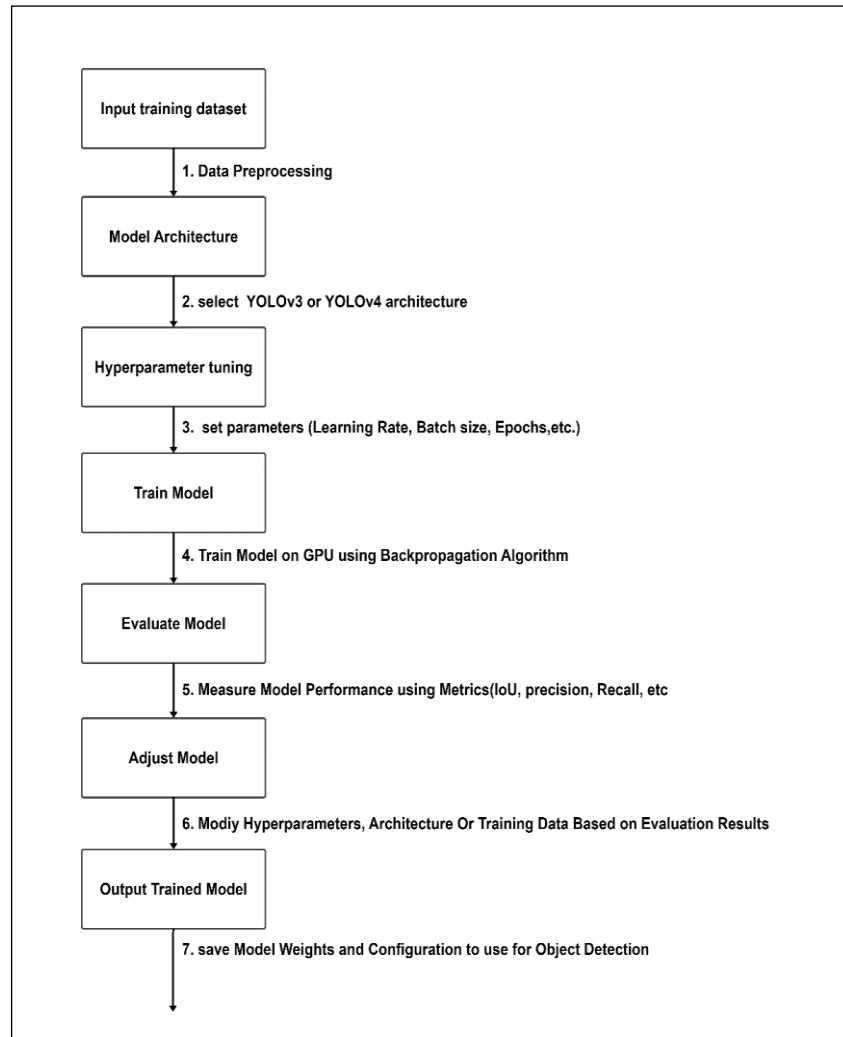 Input training dataset
1. Data Preprocessing
Model Architecture
2. select YOLOv3 or YOLOv4 architecture
Hyperparameter tuning
3. set parameters (Learning Rate, Batch size, Epochs,etc.)
Train Model
4. Train Model on GPU using Backpropagation Algorithm
Evaluate Model
5. Measure Model Performance using Metrics(IoU, precision, Recall, etc
Adjust Model
6. Modiy Hyperparameters, Architecture Or Training Data Based on Evaluation Results
Output Trained Model
7. save Model Weights and Configuration to use for Object Detection